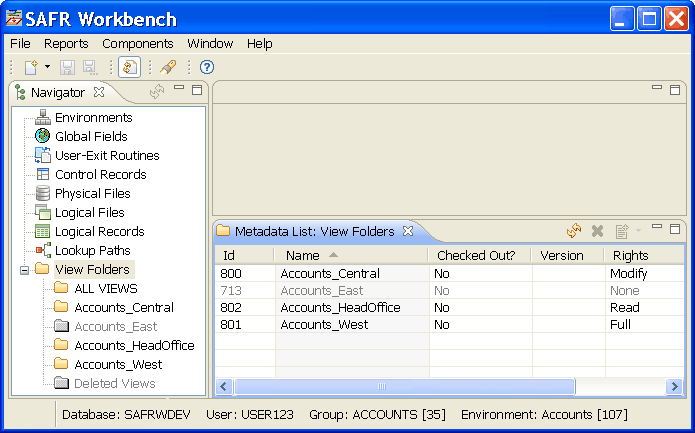 SAFR Workbench
File Reports Components Window Help
Navigator
Environments
Global Fields
User-Exit Routines
Control Records
Physical Files
Logical Files
Logical Records
Lookup Paths
View Folders
ALL VIEWS
Accounts_Central
Accounts_East
Accounts_HeadOffice
Accounts_West
Deleted Views
Metadata List: View Folders
Id Name Checked Out? Version Rights
800 Accounts_Central No Modify
713 Accounts_East No None
802 Accounts_HeadOffice No Read
801 Accounts_West No Full
Database: SAFRWDEV User: USER123 Group: ACCOUNTS [35] Environment: Accounts [107]